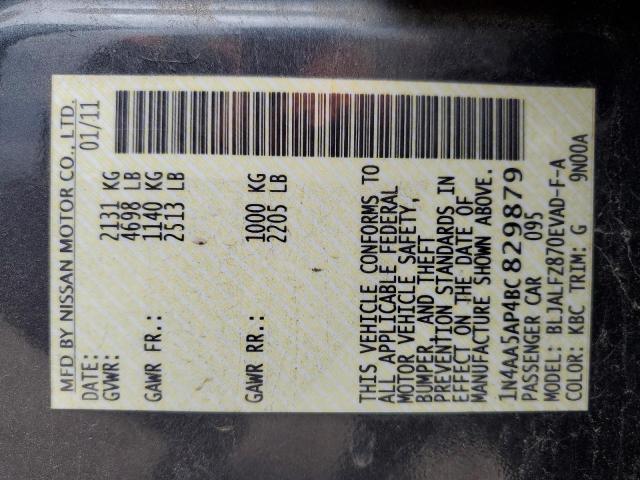 MFD BY NISSAN MOTOR CO., LTD.
DATE: 01/11
GVWR: 2131 KG
4698 LB
GAWR FR.: 1140 KG
2513 LB
GAWR RR.: 1000 KG
2205 LB
THIS VEHICLE CONFORMS TO
ALL APPLICABLE FEDERAL
MOTOR VEHICLE SAFETY,
BUMPER, AND THEFT
PREVENTION STANDARDS IN
EFFECT ON THE DATE OF
MANUFACTURE SHOWN ABOVE.
1N4AA5AP4BC829879
PASSENGER CAR 095
MODEL: BLJALFZ870EVAD-F-A
COLOR: KBC TRIM: G 9N00A